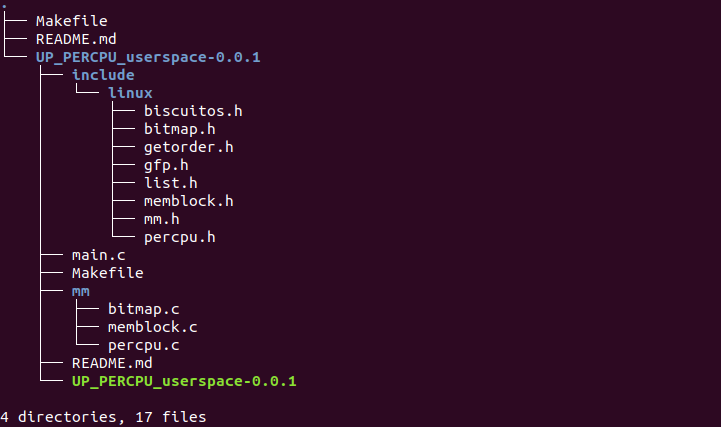 .
├── Makefile
├── README.md
└── UP_PERCPU_userspace-0.0.1
    ├── include
    │   └── linux
    │       ├── biscuitos.h
    │       ├── bitmap.h
    │       ├── getorder.h
    │       ├── gfp.h
    │       ├── list.h
    │       ├── memblock.h
    │       ├── mm.h
    │       └── percpu.h
    ├── main.c
    ├── Makefile
    ├── mm
    │   ├── bitmap.c
    │   ├── memblock.c
    │   └── percpu.c
    ├── README.md
    └── UP_PERCPU_userspace-0.0.1

4 directories, 17 files